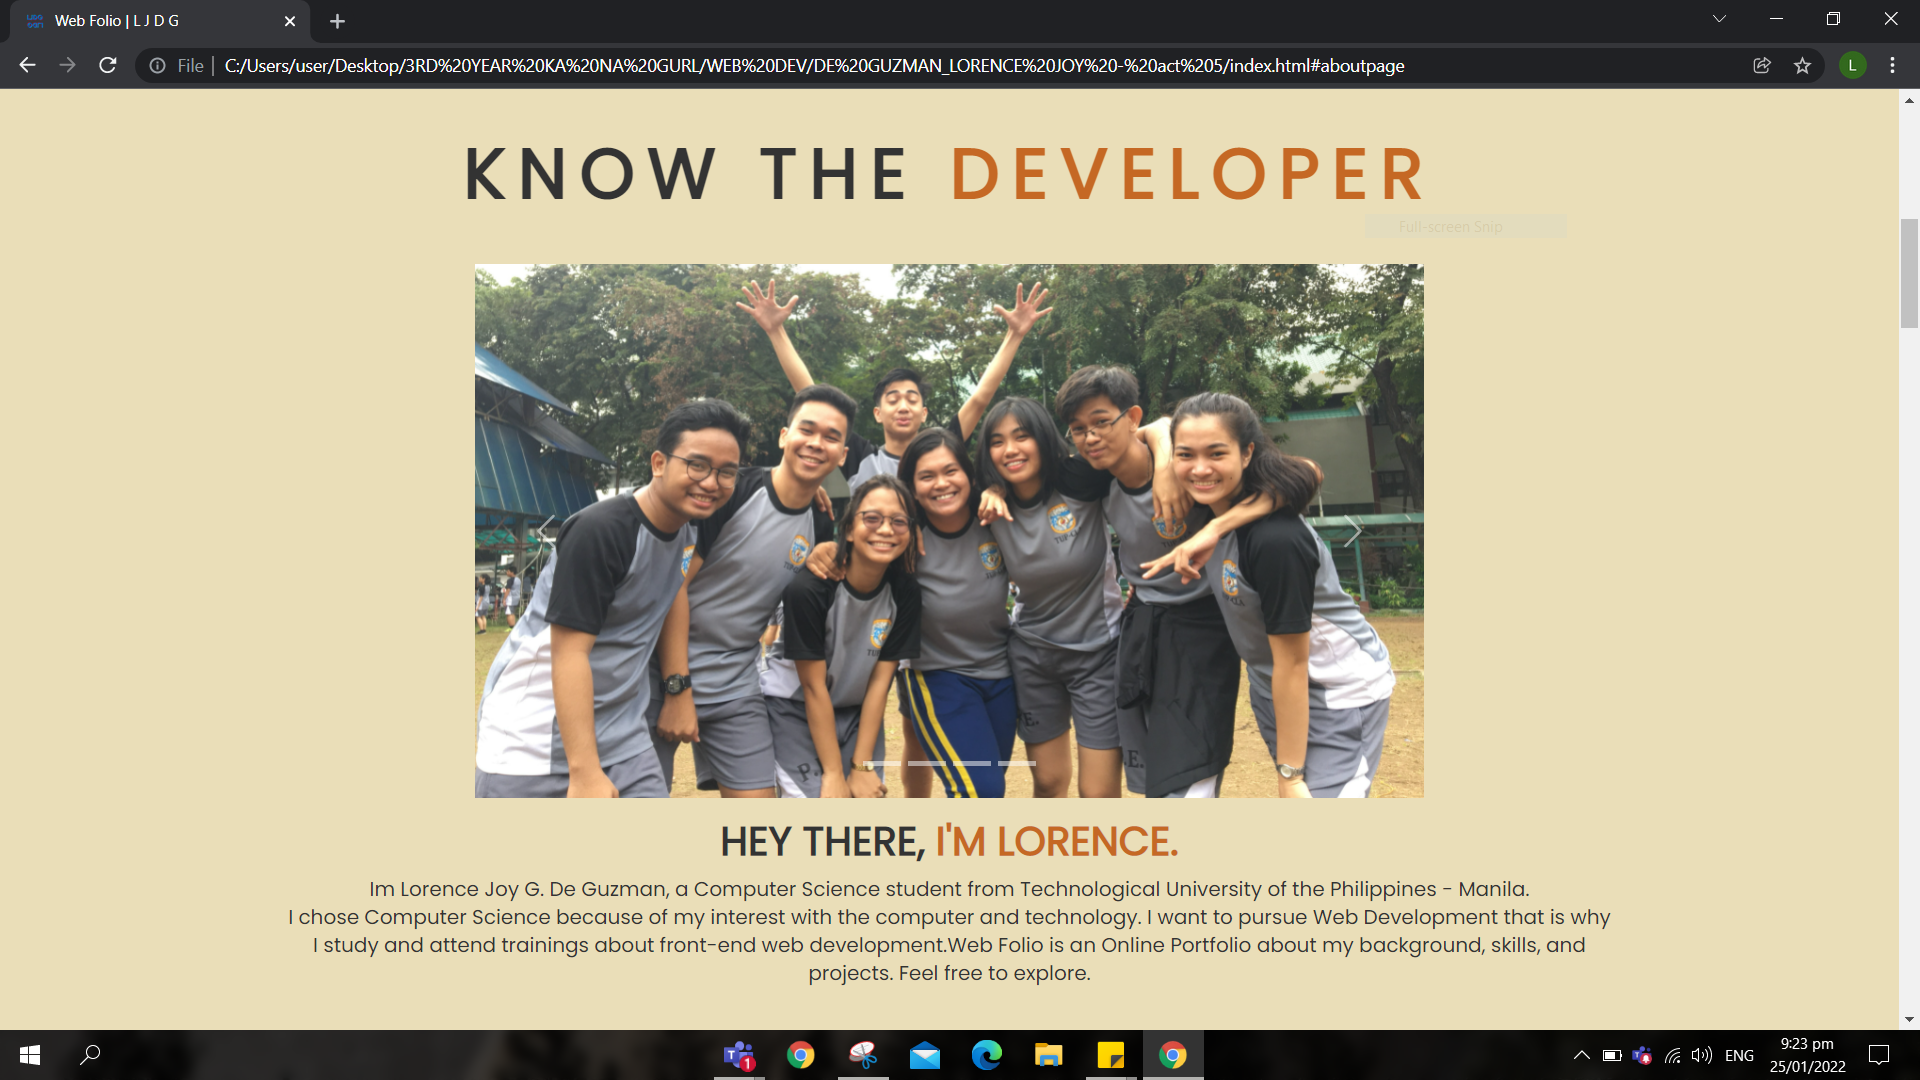 Web Folio | L J D G
File
C:/Users/user/Desktop/3RD%20YEAR%20KA%20NA%20GURL/WEB%20DEV/DE%20GUZMAN_LORENCE%20JOY%20-%20act%205/index.html#aboutpage
L
KNOW THE DEVELOPER
Full-screen Snip
HEY THERE, I'M LORENCE.
Im Lorence Joy G. De Guzman, a Computer Science student from Technological University of the Philippines - Manila.
I chose Computer Science because of my interest with the computer and technology. I want to pursue Web Development that is why
I study and attend trainings about front-end web development.Web Folio is an Online Portfolio about my background, skills, and
projects. Feel free to explore.
1
ENG
9:23 pm
25/01/2022